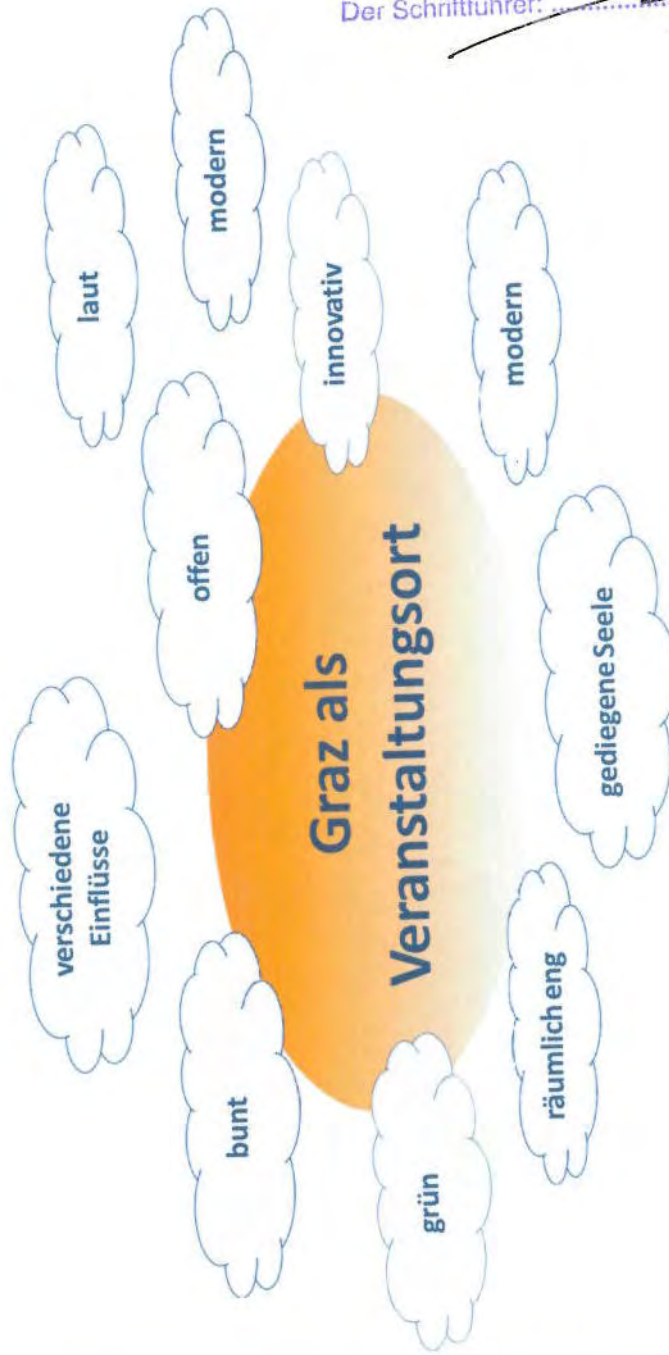 Der Schriftführer:
verschiedene
Einflüsse
laut
bunt
offen
modern
Graz als
Veranstaltungsort
innovativ
grün
räumlich eng
gediegene Seele
modern